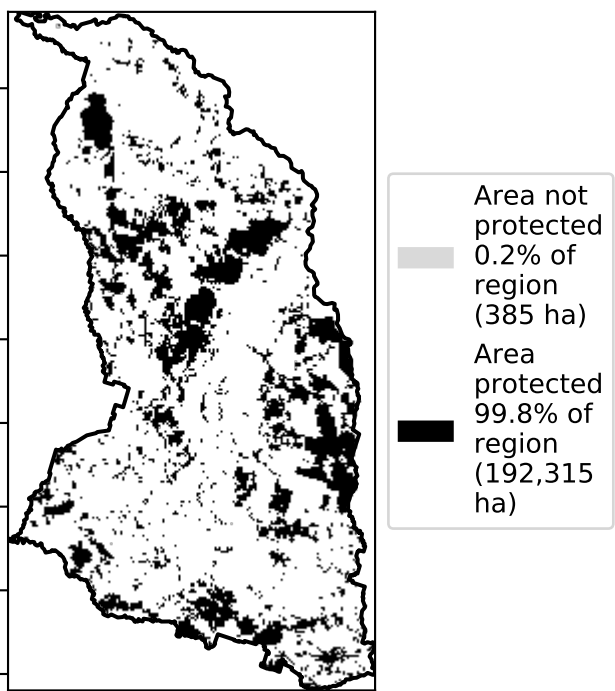 Area not
protected
0.2% of
region
(385 ha)
Area
protected
99.8% of
region
(192,315
ha)